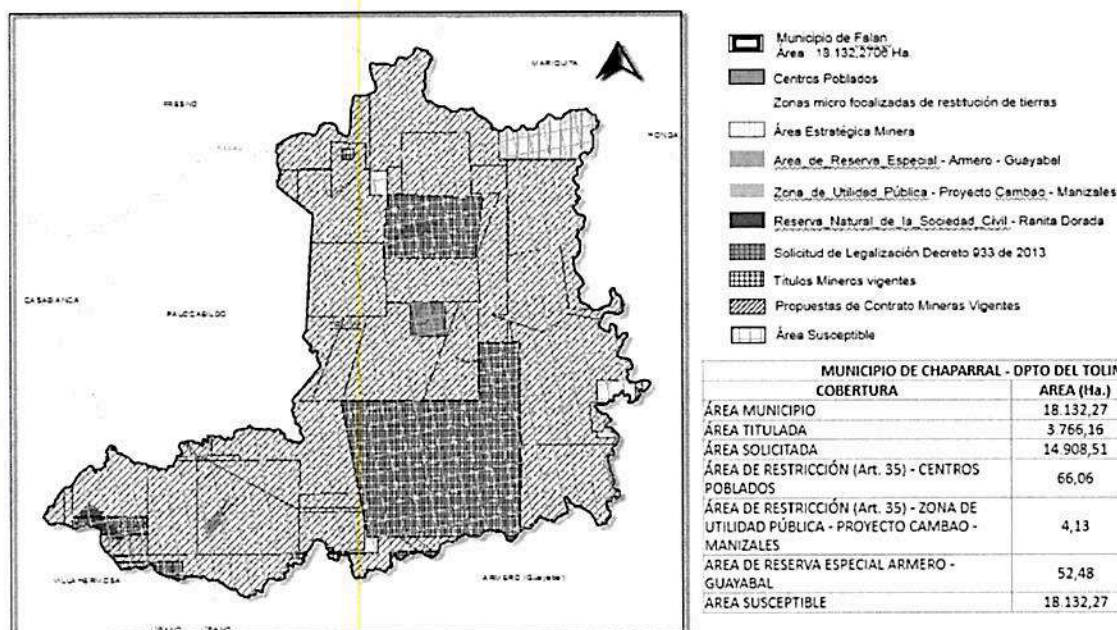 MARIQUITA
FRESNO
HONDA
CASABIANCA
PALOCABILDO
VILLAHERMOSA
ARMERO (Guayabal)
Municipio de Falan
Área 18.132,2706 Ha.
Centros Poblados
Zonas micro focalizadas de restitución de tierras
Área Estratégica Minera
Area_de_Reserva_Especial - Armero - Guayabal
Zona_de_Utilidad_Pública - Proyecto Cambao - Manizales
Reserva_Natural_de_la_Sociedad_Civil - Ranita Dorada
Solicitud de Legalización Decreto 933 de 2013
Títulos Mineros vigentes
Propuestas de Contrato Mineras Vigentes
Área Susceptible
MUNICIPIO DE CHAPARRAL - DPTO DEL TOLIM
COBERTURA AREA (Ha.)
ÁREA MUNICIPIO 18.132,27
ÁREA TITULADA 3.766,16
ÁREA SOLICITADA 14.908,51
ÁREA DE RESTRICCIÓN (Art. 35) - CENTROS
POBLADOS 66,06
ÁREA DE RESTRICCIÓN (Art. 35) - ZONA DE
UTILIDAD PÚBLICA - PROYECTO CAMBAO - 4,13
MANIZALES
AREA DE RESERVA ESPECIAL ARMERO -
GUAYABAL 52,48
ÁREA SUSCEPTIBLE 18.132,27